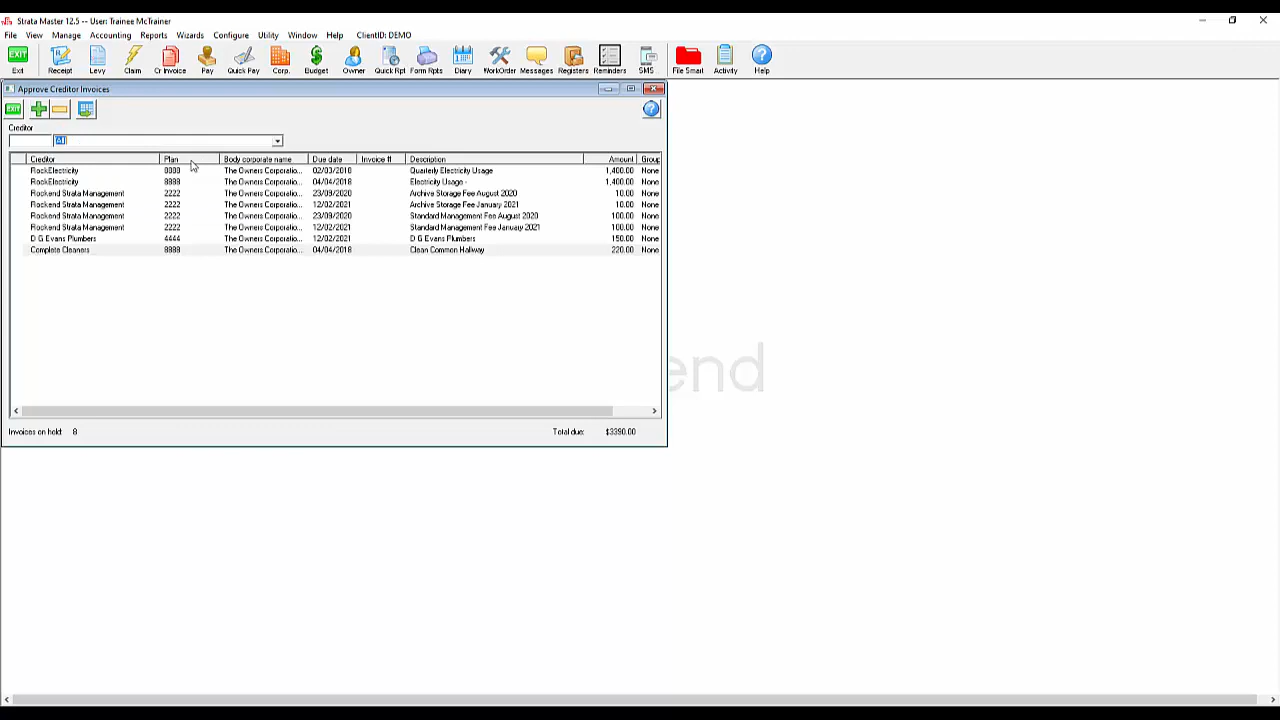 Strata Master 12.5 -- User: Trainee McTrainer
File View Manage Accounting Reports Wizards Configure Utility Window Help ClientID: DEMO
Exit Receipt Levy Claim Cr Invoice Pay Quick Pay Corp. Budget Owner Quick Rpt Form Rpts Diary WorkOrder Messages Registers Reminders SMS File Smart Activity Help
Approve Creditor Invoices
EXIT
Creditor
All
Creditor Plan Body corporate name Due date Invoice # Description Amount Group
RockElectricity 8888 The Owners Corporatio... 02/03/2018 Quarterly Electricity Usage 1,400.00 None
RockElectricity 8888 The Owners Corporatio... 04/04/2018 Electricity Usage - 1,400.00 None
Rockend Strata Management 2222 The Owners Corporatio... 23/09/2020 Archive Storage Fee August 2020 10.00 None
Rockend Strata Management 2222 The Owners Corporatio... 12/02/2021 Archive Storage Fee January 2021 10.00 None
Rockend Strata Management 2222 The Owners Corporatio... 23/09/2020 Standard Management Fee August 2020 100.00 None
Rockend Strata Management 2222 The Owners Corporatio... 12/02/2021 Standard Management Fee January 2021 100.00 None
D G Evans Plumbers 4444 The Owners Corporatio... 12/02/2021 D G Evans Plumbers 150.00 None
Complete Cleaners 8888 The Owners Corporatio... 04/04/2018 Clean Common Hallway 220.00 None
end
Invoices on hold: 8 Total due: $3390.00